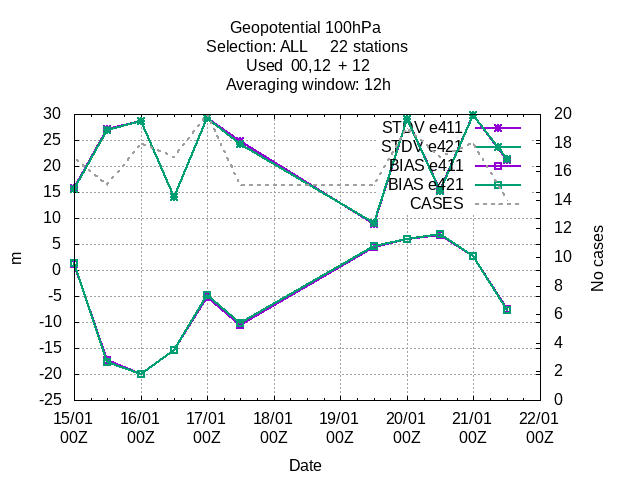 Geopotential 100hPa
Selection: ALL     22 stations
Used  00,12  + 12
Averaging window: 12h
STDV e411
STDV e421
BIAS e411
BIAS e421
CASES
30
25
20
15
10
5
0
-5
-10
-15
-20
-25
m
20
18
16
14
12
10
8
6
4
2
0
No cases
15/01 16/01 17/01 18/01 19/01 20/01 21/01 22/01
00Z 00Z 00Z 00Z 00Z 00Z 00Z 00Z
Date